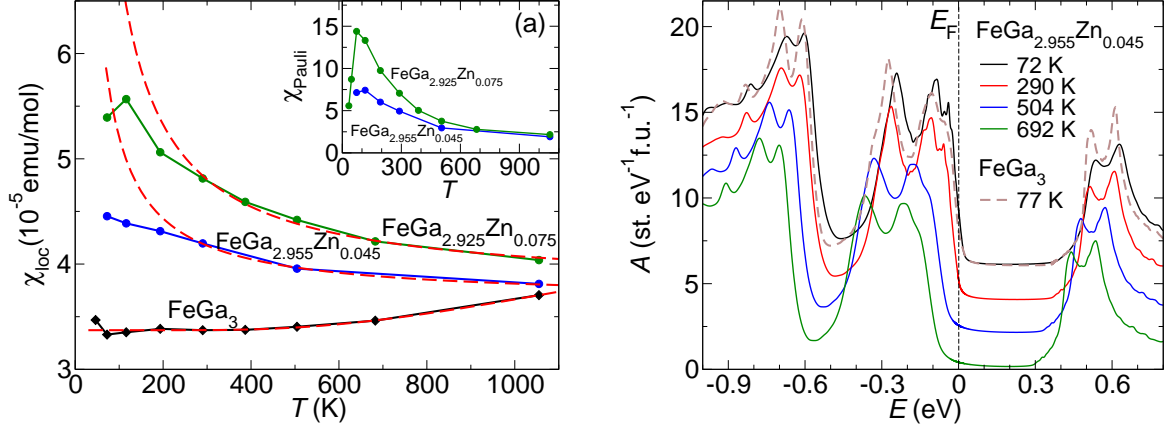 (a)
χloc(10-5emu/mol)
6
5
4
3
0
200
400
600
800
1000
T (K)
FeGa2.925Zn0.075
FeGa2.955Zn0.045
FeGa3
χPauli
15
10
5
0
0
300
600
900
T
FeGa2.925Zn0.075
FeGa2.955Zn0.045
A (st. eV-1f.u.-1)
20
15
10
5
0
-0.9
-0.6
-0.3
0
0.3
0.6
E (eV)
EF
FeGa2.955Zn0.045
72 K
290 K
504 K
692 K
FeGa3
77 K